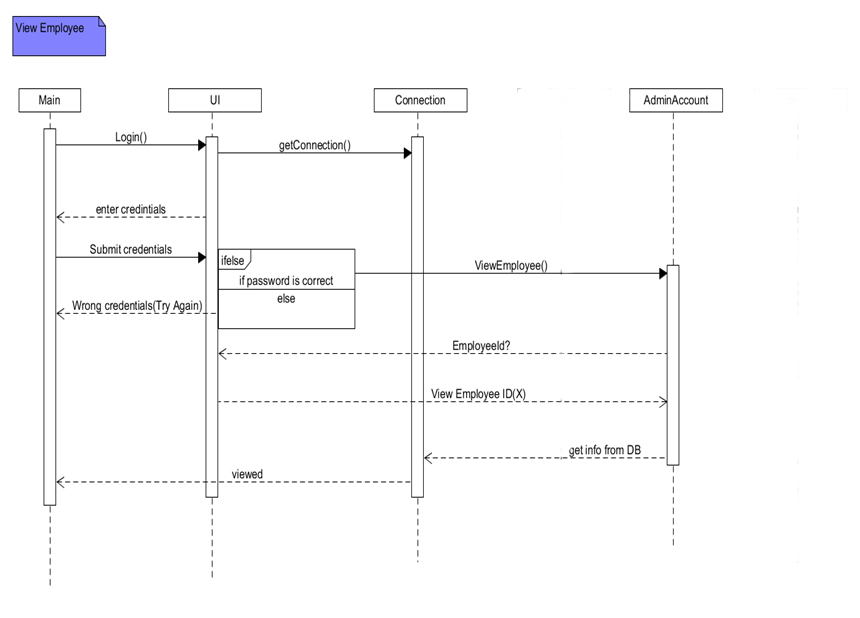 View Employee
Main
UI
Connection
AdminAccount
Login()
getConnection()
enter credintials
Submit credentials
ifelse
ViewEmployee()
if password is correct
else
Wrong credentials(Try Again)
EmployeeId?
View Employee ID(X)
get info from DB
viewed